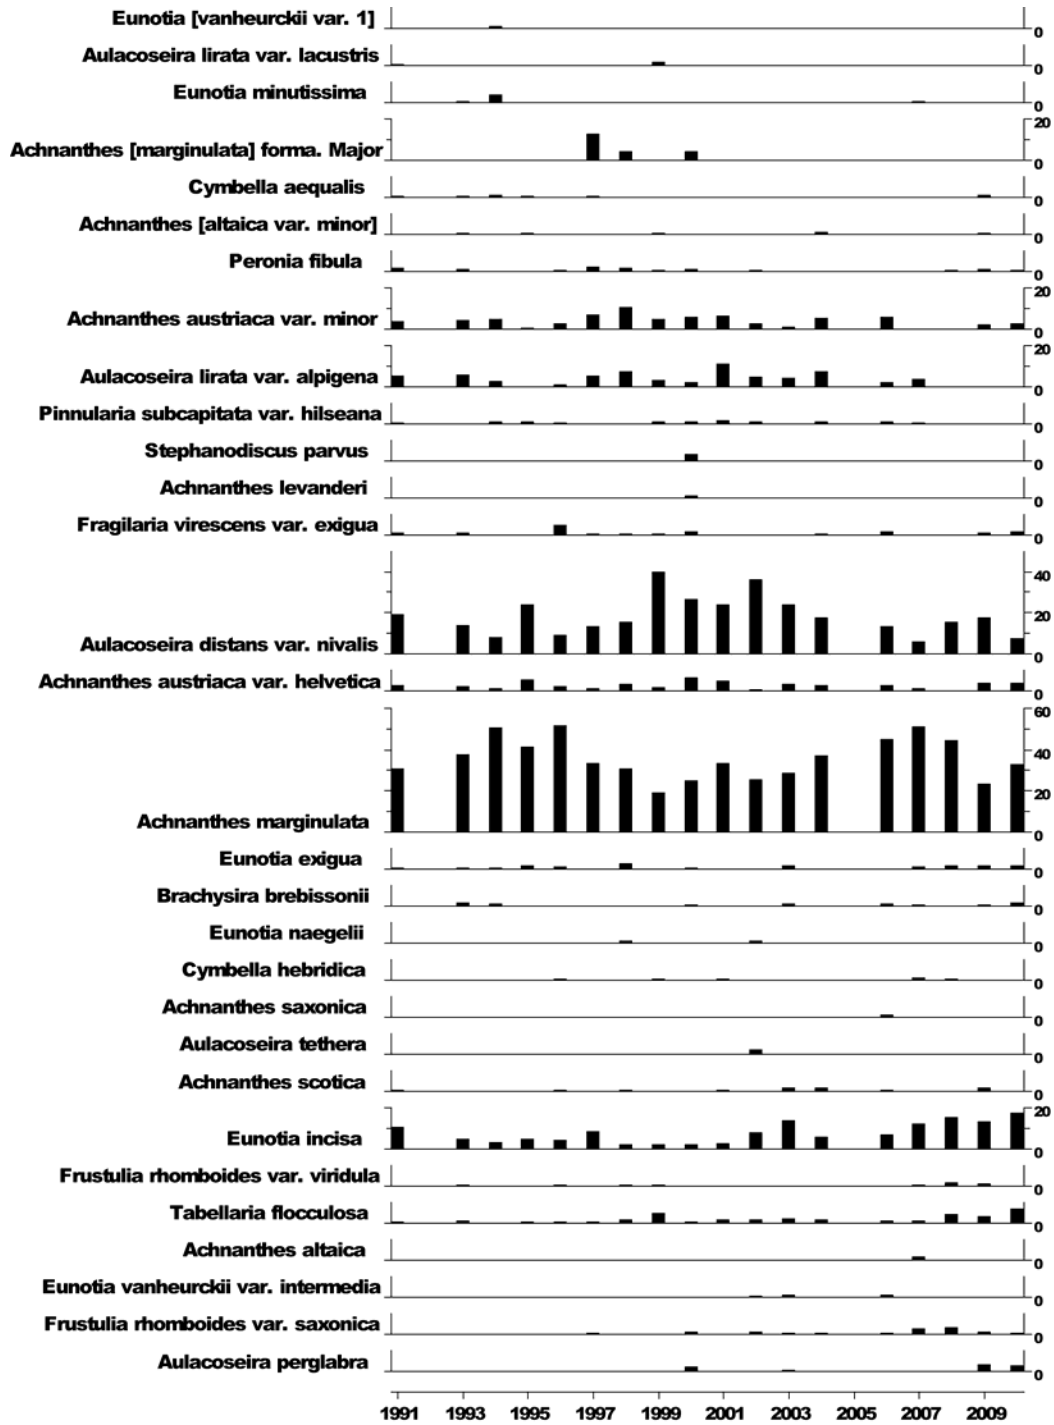 Eunotia [vanheurckii var. 1] 0
Aulacoseira lirata var. lacustris 0
Eunotia minutissima 0
20
Achnanthes [marginulata] forma. Major 0
Cymbella aequalis 0
Achnanthes [altaica var. minor] 0
Peronia fibula 0
20
Achnanthes austriaca var. minor 0
20
Aulacoseira lirata var. alpigena 0
Pinnularia subcapitata var. hilseana 0
Stephanodiscus parvus 0
Achnanthes levanderi 0
Fragilaria virescens var. exigua 0
40
20
Aulacoseira distans var. nivalis 0
Achnanthes austriaca var. helvetica 0
60
40
20
Achnanthes marginulata 0
Eunotia exigua 0
Brachysira brebissonii 0
Eunotia naegelii 0
Cymbella hebridica 0
Achnanthes saxonica 0
Aulacoseira tethera 0
Achnanthes scotica 0
20
Eunotia incisa 0
Frustulia rhomboides var. viridula 0
Tabellaria flocculosa 0
Achnanthes altaica 0
Eunotia vanheurckii var. intermedia 0
Frustulia rhomboides var. saxonica 0
Aulacoseira perglabra 0
1991 1993 1995 1997 1999 2001 2003 2005 2007 2009